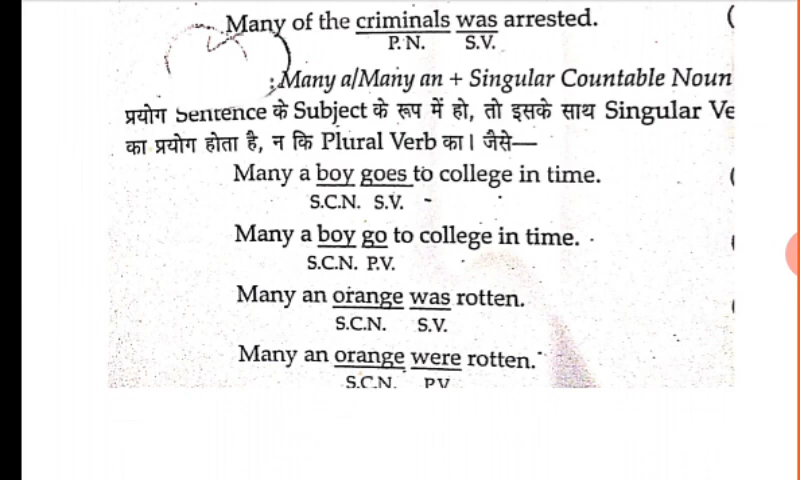 Many of the criminals was arrested. (
P. N. S.V.
: Many a/Many an + Singular Countable Noun
प्रयोग Sentence के Subject के रूप में हो, तो इसके साथ Singular Ve
का प्रयोग होता है, न कि Plural Verb का। जैसे—
Many a boy goes to college in time. (
S.C.N. S.V.
Many a boy go to college in time.
S.C.N. P.V.
Many an orange was rotten.
S.C.N. S.V.
Many an orange were rotten.
S.C.N. PV